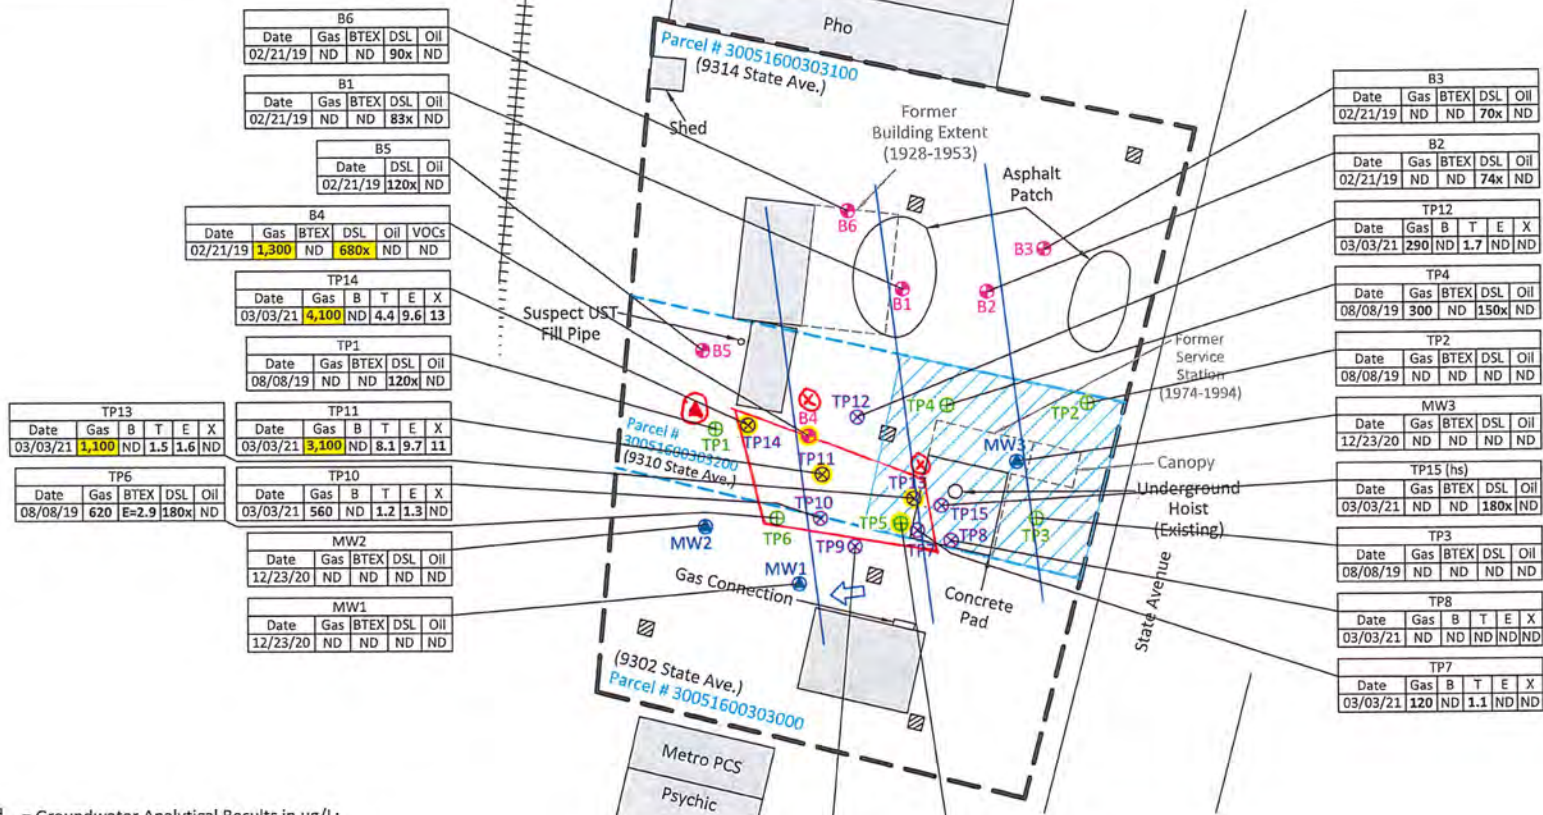 B6
Date Gas BTEX DSL Oil
02/21/19 ND ND 90x ND
B1
Date Gas BTEX DSL Oil
02/21/19 ND ND 83x ND
B5
Date DSL Oil
02/21/19 120x ND
B4
Date Gas BTEX DSL Oil VOCs
02/21/19 1,300 ND 680x ND ND
TP14
Date Gas B T E X
03/03/21 4,100 ND 4.4 9.6 13
TP1
Date Gas BTEX DSL Oil
08/08/19 ND ND 120x ND
TP13
Date Gas B T E X
03/03/21 1,100 ND 1.5 1.6 ND
TP11
Date Gas B T E X
03/03/21 3,100 ND 8.1 9.7 11
TP6
Date Gas BTEX DSL Oil
08/08/19 620 E=2.9 180x ND
TP10
Date Gas B T E X
03/03/21 560 ND 1.2 1.3 ND
MW2
Date Gas BTEX DSL Oil
12/23/20 ND ND ND ND
MW1
Date Gas BTEX DSL Oil
12/23/20 ND ND ND ND
Pho
Parcel # 30051600303100
(9314 State Ave.)
Shed
Former
Building Extent
(1928-1953)
Asphalt
Patch
B6
B3
B1
B2
Suspect UST
Fill Pipe
B5
Former
Service
Station
(1974-1994)
TP12
TP4
TP2
B4
TP1
TP14
Parcel #
30051600303200
(9310 State Ave.)
TP11
MW3
Canopy
TP13
Underground
Hoist
(Existing)
TP10
TP15
TP6
TP5
TP3
TP7
TP8
TP9
MW2
MW1
Gas Connection
Concrete
Pad
State Avenue
(9302 State Ave.)
Parcel # 30051600303000
Metro PCS
Psychic
B3
Date Gas BTEX DSL Oil
02/21/19 ND ND 70x ND
B2
Date Gas BTEX DSL Oil
02/21/19 ND ND 74x ND
TP12
Date Gas B T E X
03/03/21 290 ND 1.7 ND ND
TP4
Date Gas BTEX DSL Oil
08/08/19 300 ND 150x ND
TP2
Date Gas BTEX DSL Oil
08/08/19 ND ND ND ND
MW3
Date Gas BTEX DSL Oil
12/23/20 ND ND ND ND
TP15 (hs)
Date Gas BTEX DSL Oil
03/03/21 ND ND 180x ND
TP3
Date Gas BTEX DSL Oil
08/08/19 ND ND ND ND
TP8
Date Gas B T E X
03/03/21 ND ND ND ND ND
TP7
Date Gas B T E X
03/03/21 120 ND 1.1 ND ND
= Groundwater Analytical Results in µg/L;